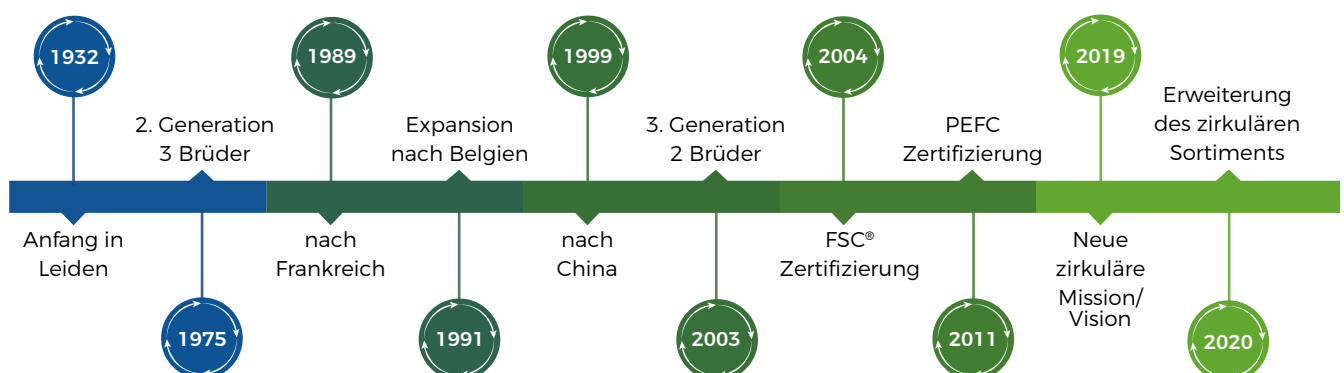 1932
Anfang in
Leiden
2. Generation
3 Brüder
1975
1989
nach
Frankreich
Expansion
nach Belgien
1991
1999
nach
China
3. Generation
2 Brüder
2003
2004
FSC®
Zertifizierung
PEFC
Zertifizierung
2011
2019
Neue
zirkuläre
Mission/
Vision
Erweiterung
des zirkulären
Sortiments
2020